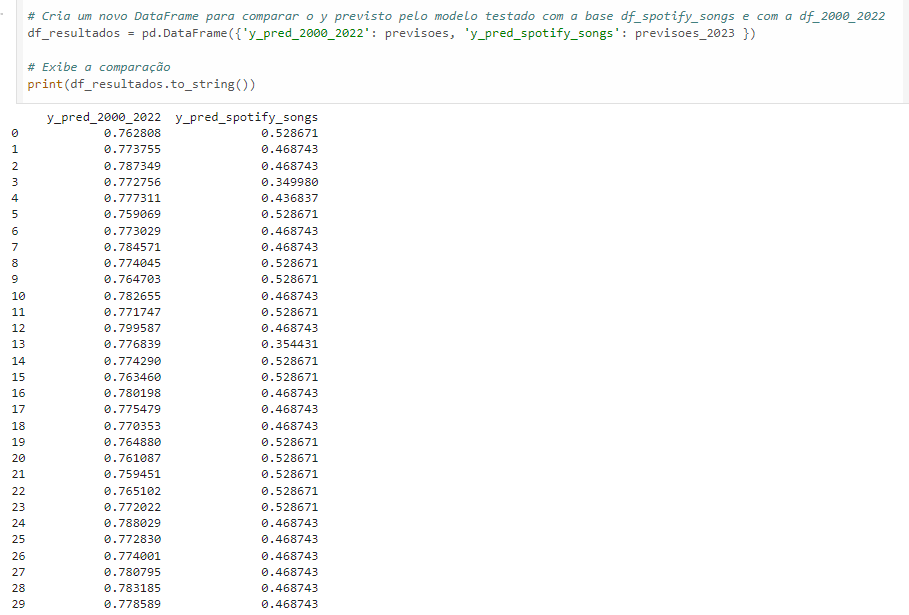 # Cria um novo DataFrame para comparar o y previsto pelo modelo testado com a base df_spotify_songs e com a df_2000_2022
df_resultados = pd.DataFrame({'y_pred_2000_2022': previsoes, 'y_pred_spotify_songs': previsoes_2023 })
# Exibe a comparação
print(df_resultados.to_string())
y_pred_2000_2022 y_pred_spotify_songs
0 0.762808 0.528671
1 0.773755 0.468743
2 0.787349 0.468743
3 0.772756 0.349980
4 0.777311 0.436837
5 0.759069 0.528671
6 0.773029 0.468743
7 0.784571 0.468743
8 0.774045 0.528671
9 0.764703 0.528671
10 0.782655 0.468743
11 0.771747 0.528671
12 0.799587 0.468743
13 0.776839 0.354431
14 0.774290 0.528671
15 0.763460 0.528671
16 0.780198 0.468743
17 0.775479 0.468743
18 0.770353 0.468743
19 0.764880 0.528671
20 0.761087 0.528671
21 0.759451 0.528671
22 0.765102 0.528671
23 0.772022 0.528671
24 0.788029 0.468743
25 0.772830 0.468743
26 0.774001 0.468743
27 0.780795 0.468743
28 0.783185 0.468743
29 0.778589 0.468743